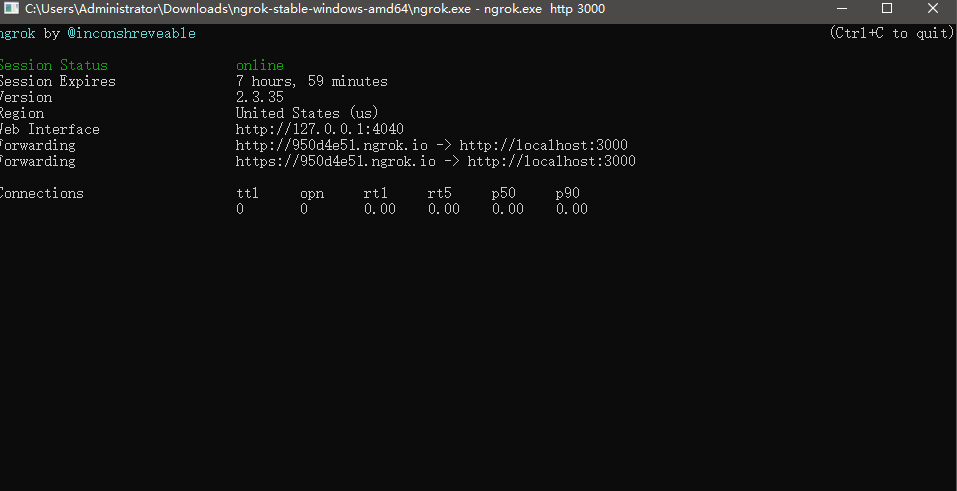 C:\Users\Administrator\Downloads\ngrok-stable-windows-amd64\ngrok.exe - ngrok.exe  http 3000
ngrok by @inconshreveable (Ctrl+C to quit)
Session Status online
Session Expires 7 hours, 59 minutes
Version 2.3.35
Region United States (us)
Web Interface http://127.0.0.1:4040
Forwarding http://950d4e51.ngrok.io -> http://localhost:3000
Forwarding https://950d4e51.ngrok.io -> http://localhost:3000
Connections ttl opn rt1 rt5 p50 p90
0 0 0.00 0.00 0.00 0.00